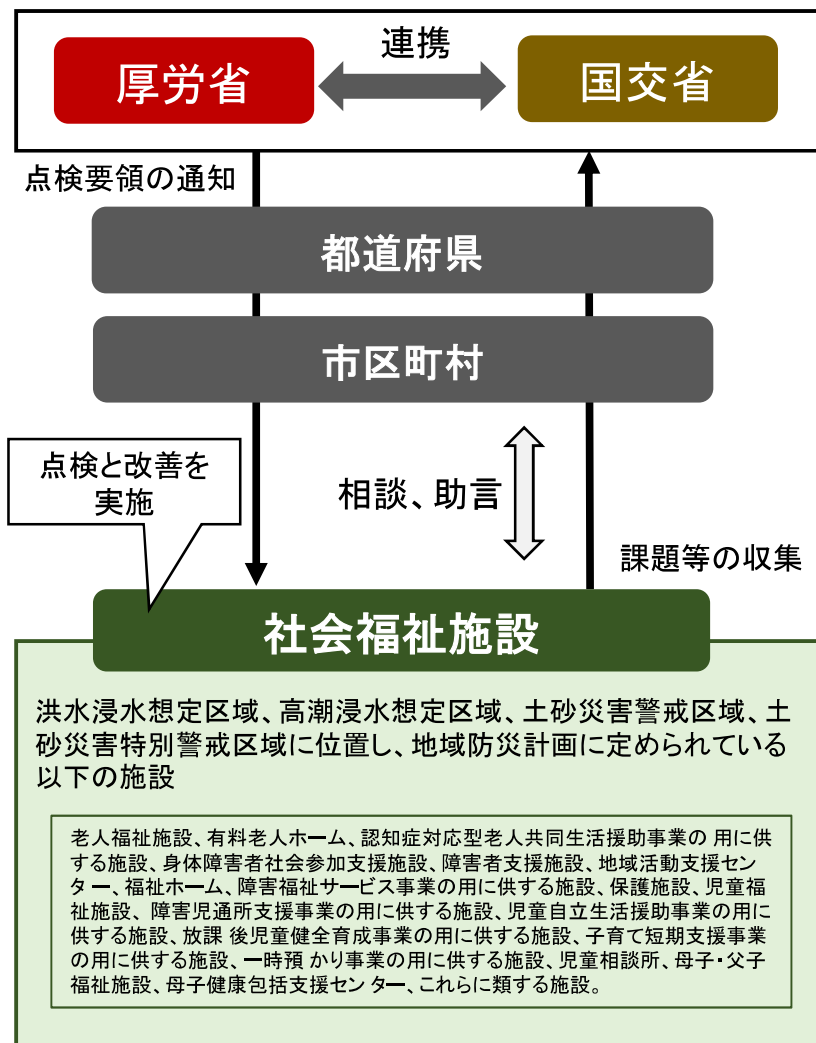 連携
厚労省
国交省
点検要領の通知
都道府県
市区町村
点検と改善を
実施
相談、助言
課題等の収集
社会福祉施設
洪水浸水想定区域、高潮浸水想定区域、土砂災害警戒区域、土
砂災害特別警戒区域に位置し、地域防災計画に定められている
以下の施設
老人福祉施設、有料老人ホーム、認知症対応型老人共同生活援助事業の 用に供
する施設、身体障害者社会参加支援施設、障害者支援施設、地域活動支援セン
ター、福祉ホーム、障害福祉サービス事業の用に供する施設、保護施設、児童福
祉施設、 障害児通所支援事業の用に供する施設、児童自立生活援助事業の用に
供する施設、放課 後児童健全育成事業の用に供する施設、子育て短期支援事業
の用に供する施設、一時預 かり事業の用に供する施設、児童相談所、母子・父子
福祉施設、母子健康包括支援セン ター、これらに類する施設。